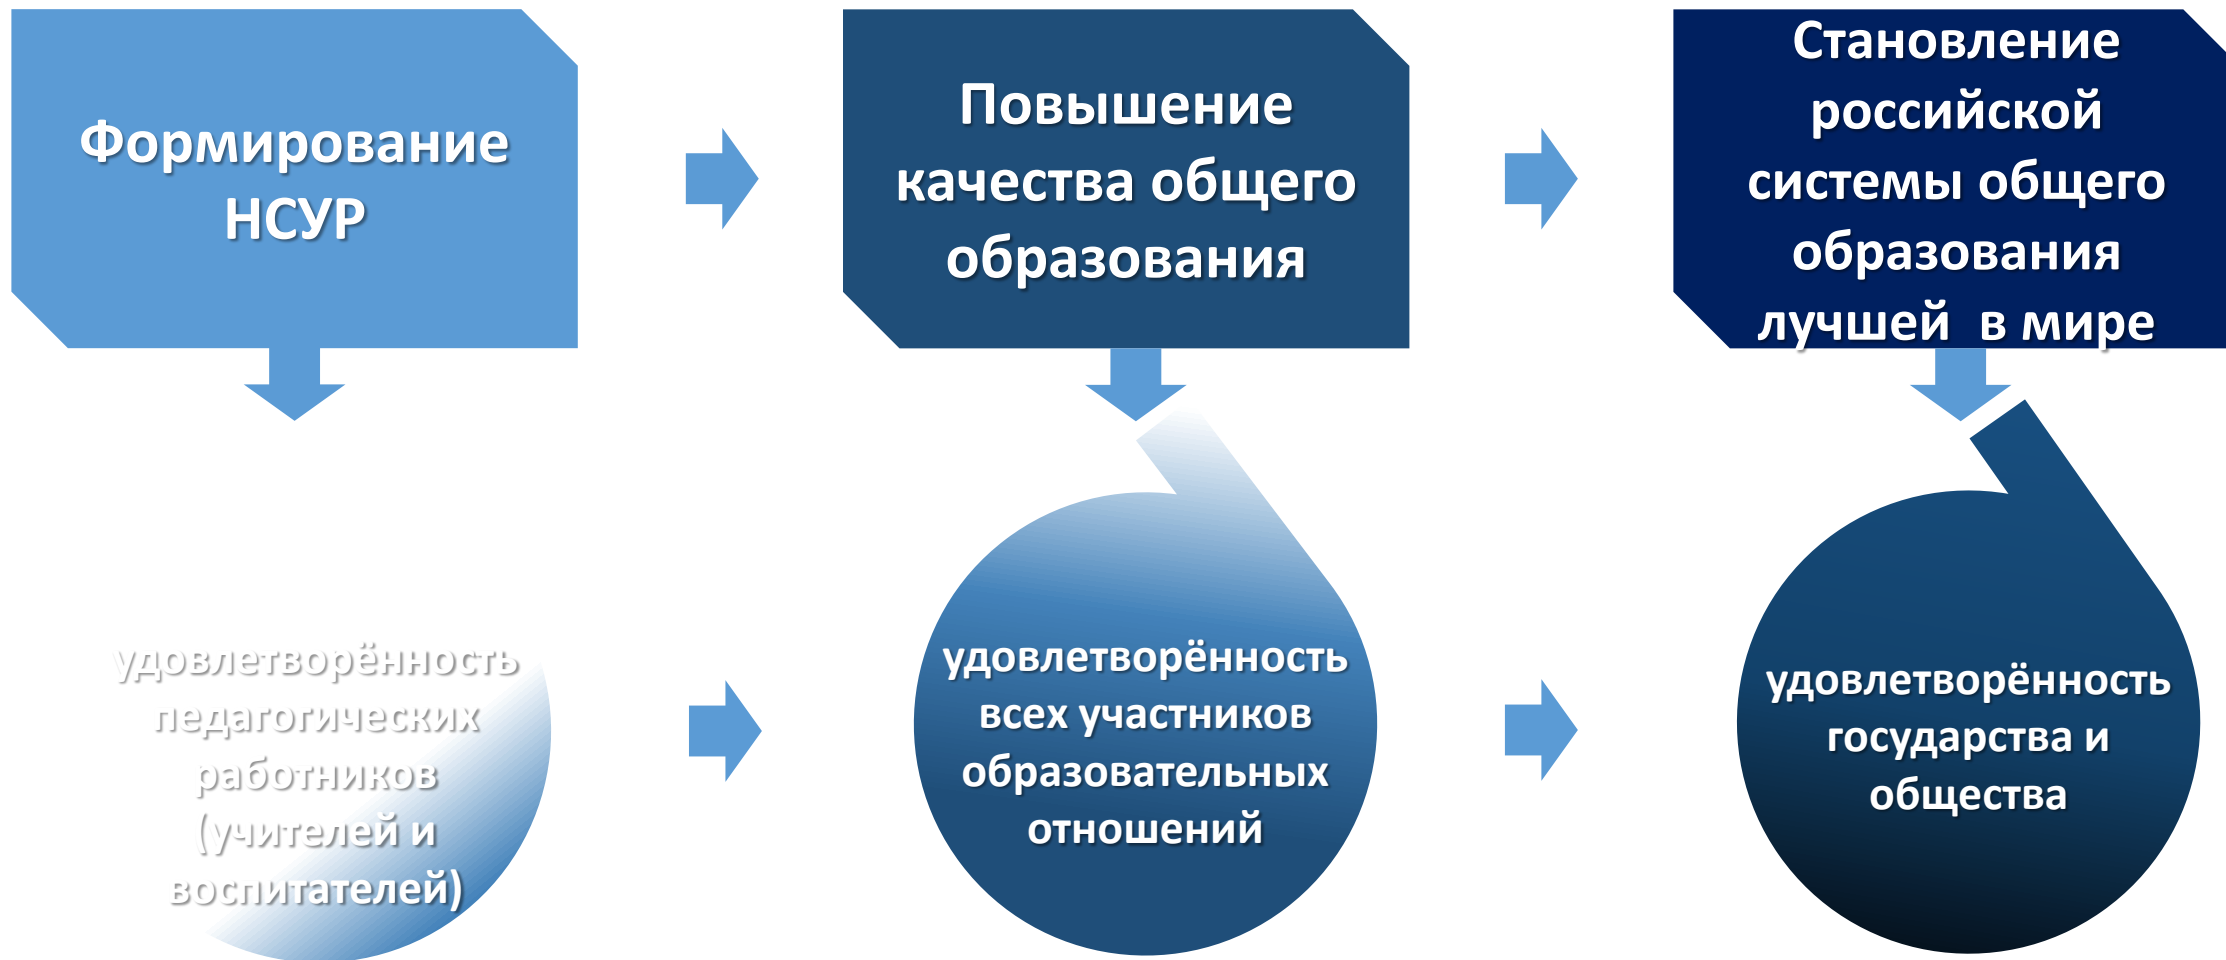 Формирование
НСУР
Повышение
качества общего
образования
Становление
российской
системы общего
образования
лучшей в мире
удовлетворённость
педагогических
работников
(учителей и
воспитателей)
удовлетворённость
всех участников
образовательных
отношений
удовлетворённость
государства и
общества